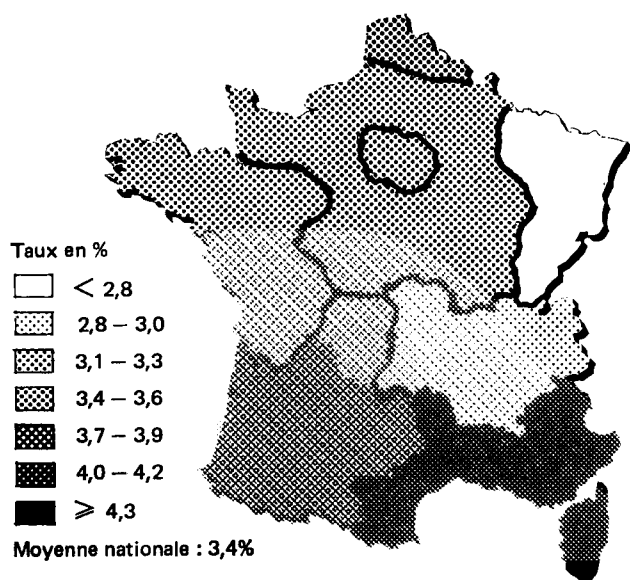 Taux en %
< 2,8
2,8 – 3,0
3,1 – 3,3
3,4 – 3,6
3,7 – 3,9
4,0 – 4,2
⩾ 4,3
Moyenne nationale : 3,4%